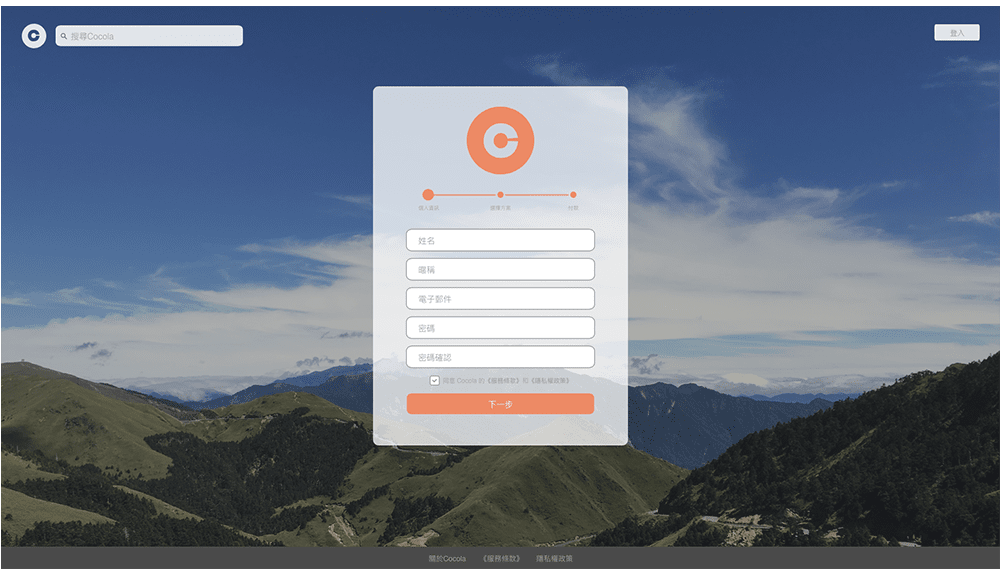 搜尋Cocola
登入
個人資訊
選擇方案
付款
姓名
暱稱
電子郵件
密碼
密碼確認
同意 Cocola 的《服務條款》和《隱私權政策》
下一步
關於Cocola 《服務條款》 隱私權政策